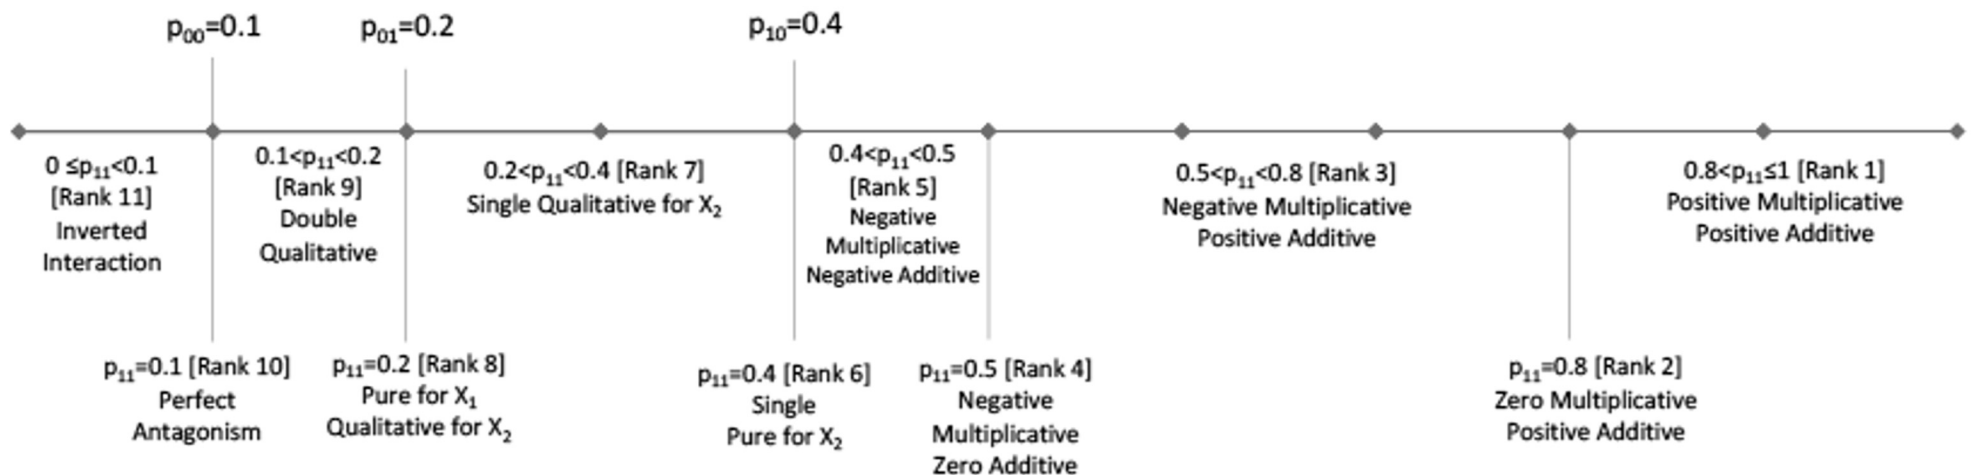 p₀₀=0.1
p₀₁=0.2
p₁₀=0.4
0 ≤p₁₁<0.1
[Rank 11]
Inverted
Interaction
0.1<p₁₁<0.2
[Rank 9]
Double
Qualitative
0.2<p₁₁<0.4 [Rank 7]
Single Qualitative for X₂
0.4<p₁₁<0.5
[Rank 5]
Negative
Multiplicative
Negative Additive
0.5<p₁₁<0.8 [Rank 3]
Negative Multiplicative
Positive Additive
0.8<p₁₁≤1 [Rank 1]
Positive Multiplicative
Positive Additive
p₁₁=0.1 [Rank 10]
Perfect
Antagonism
p₁₁=0.2 [Rank 8]
Pure for X₁
Qualitative for X₂
p₁₁=0.4 [Rank 6]
Single
Pure for X₂
p₁₁=0.5 [Rank 4]
Negative
Multiplicative
Zero Additive
p₁₁=0.8 [Rank 2]
Zero Multiplicative
Positive Additive